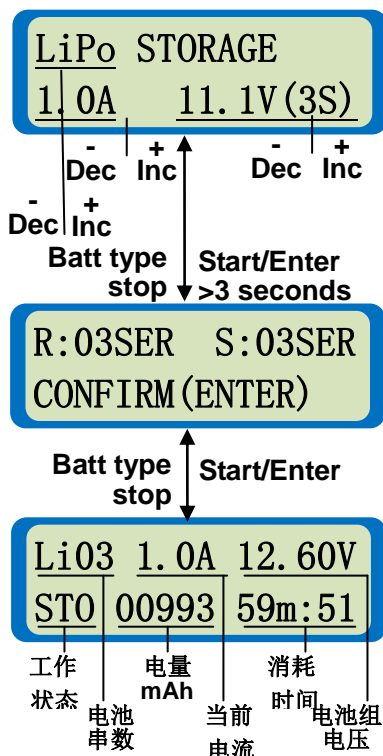 LiPo STORAGE
1.0A 11.1V(3S)
- + - +
Dec Inc Dec Inc
- +
Dec Inc
Batt type Start/Enter
stop >3 seconds
R:03SER S:03SER
CONFIRM(ENTER)
Batt type Start/Enter
stop
Li03 1.0A 12.60V
STO 00993 59m:51
工作 电量 消耗
状态 mAh 时间
电池 当前 电池组
串数 电流 电压